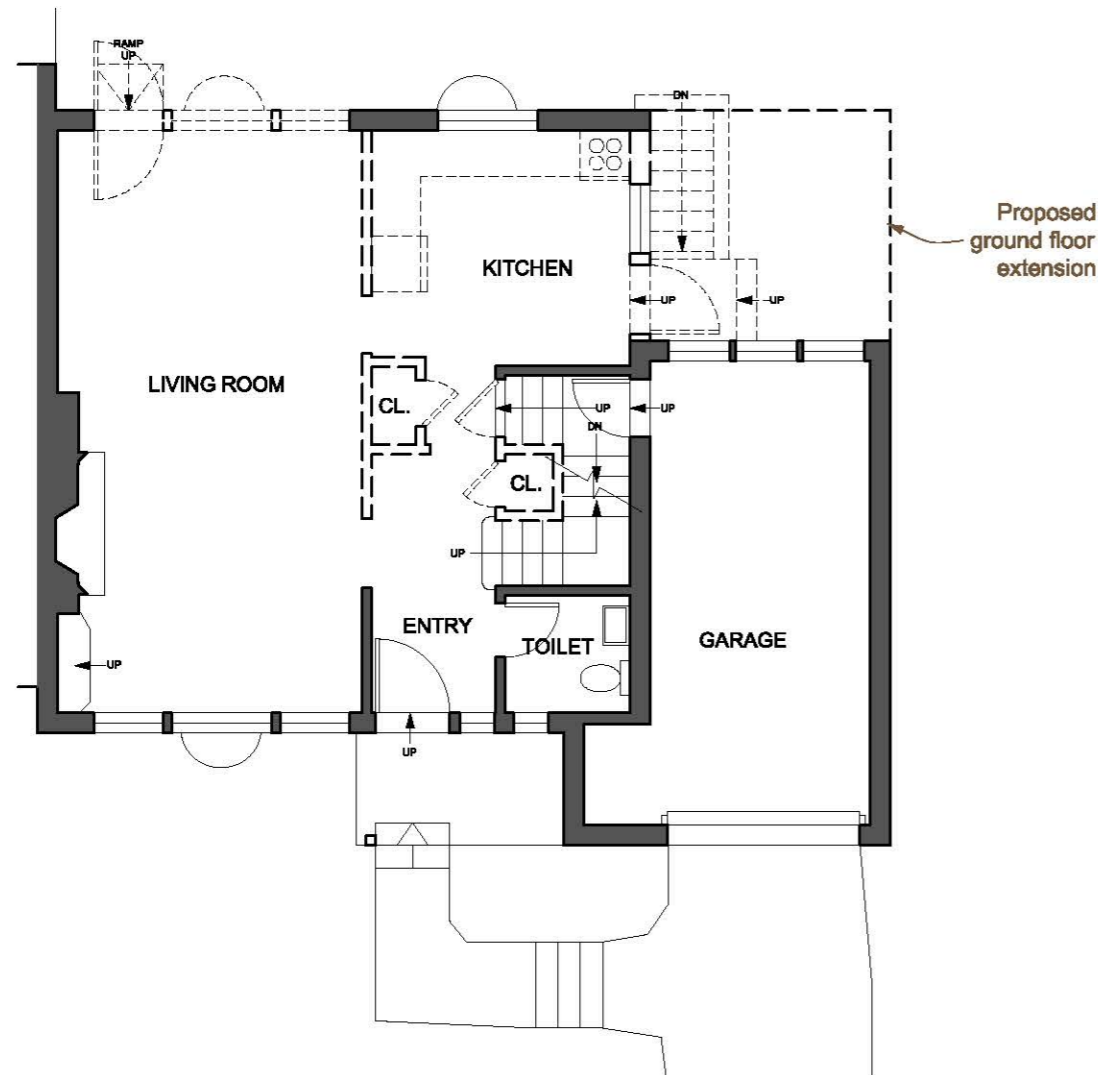 RAMP
UP
DN
Proposed
ground floor
extension
KITCHEN
UP
UP
LIVING ROOM
CL.
UP
UP
DN
CL.
UP
ENTRY
TOILET
GARAGE
UP
UP